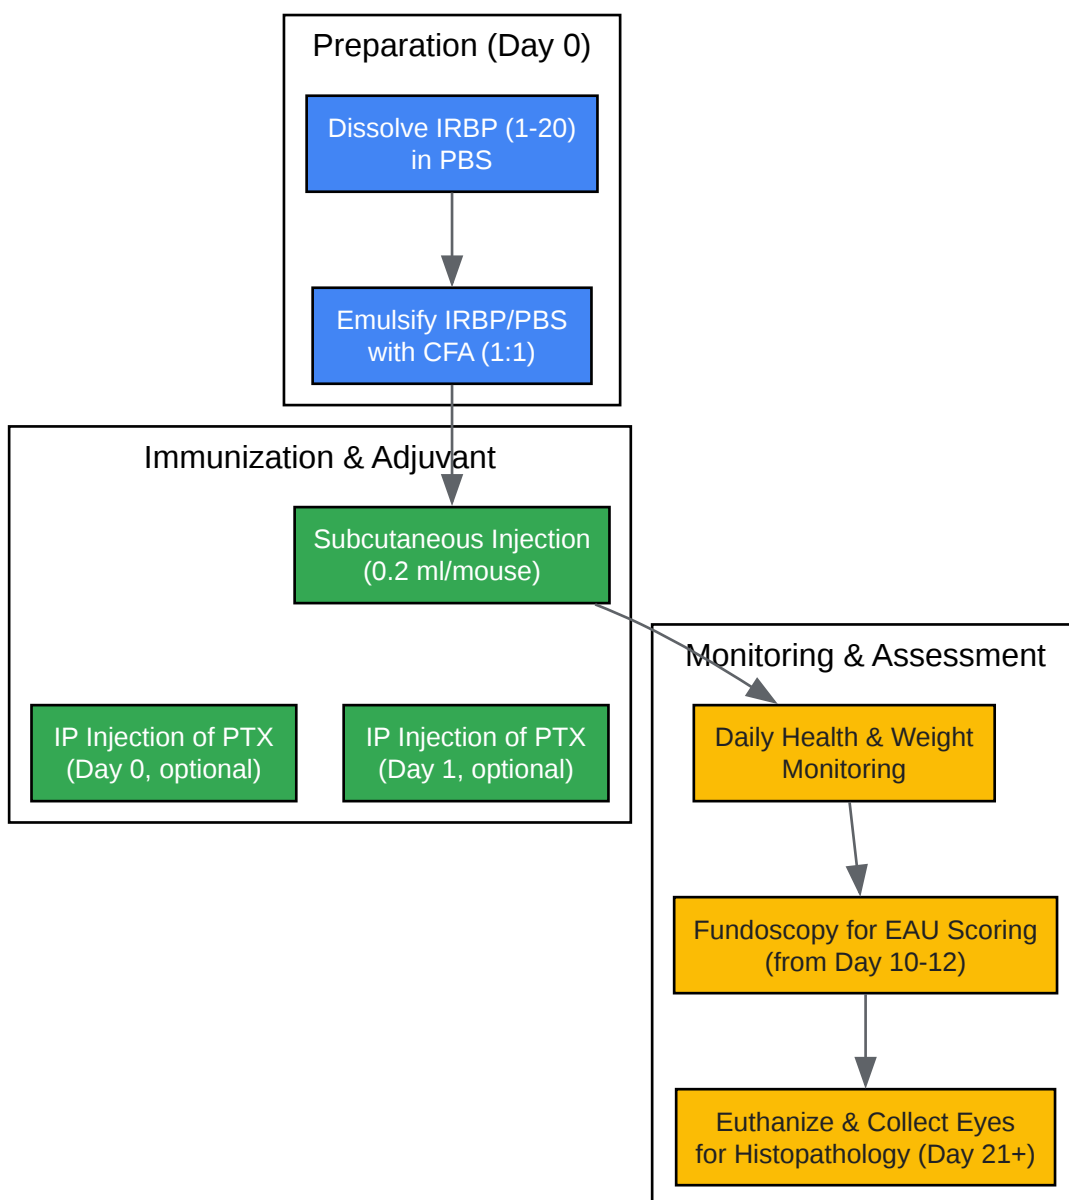 Preparation (Day 0)
Dissolve IRBP (1-20)
in PBS
Emulsify IRBP/PBS
with CFA (1:1)
Immunization & Adjuvant
Subcutaneous Injection
(0.2 ml/mouse)
IP Injection of PTX
(Day 0, optional)
IP Injection of PTX
(Day 1, optional)
Monitoring & Assessment
Daily Health & Weight
Monitoring
Fundoscopy for EAU Scoring
(from Day 10-12)
Euthanize & Collect Eyes
for Histopathology (Day 21+)